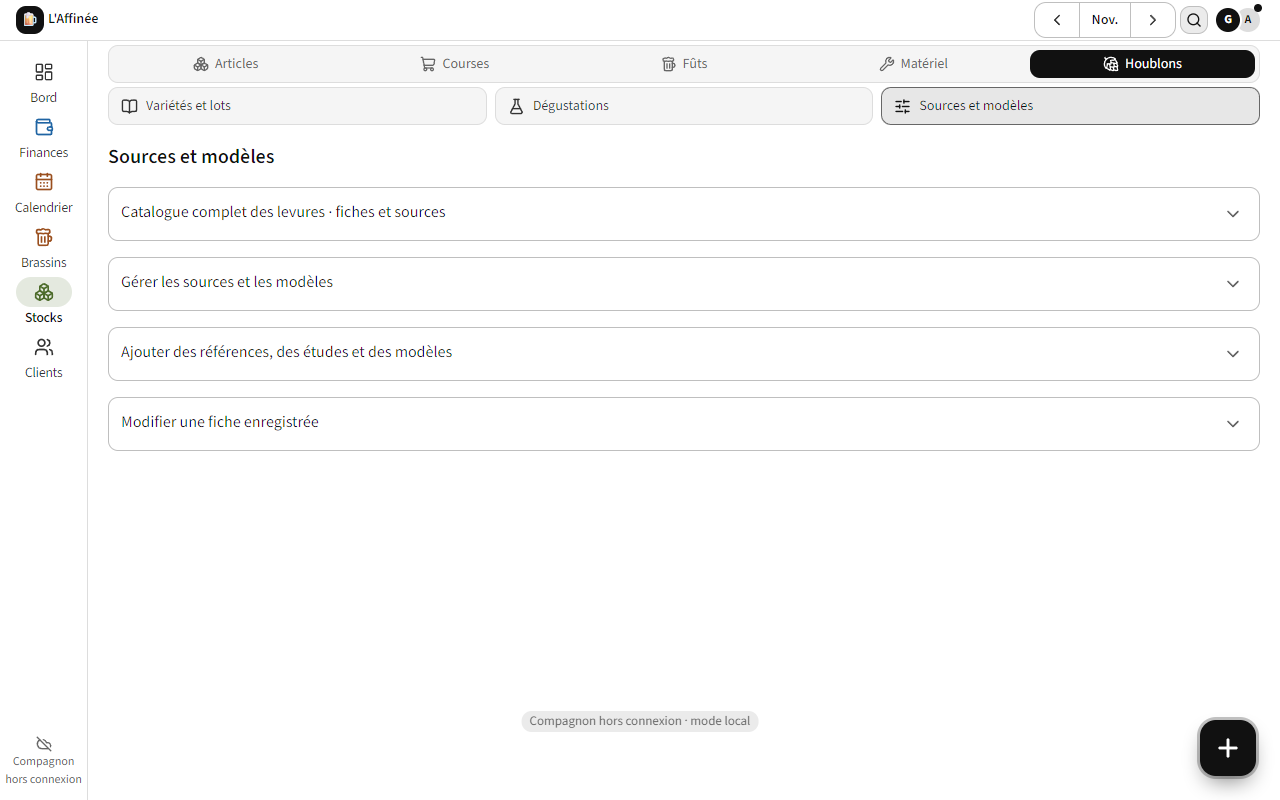 L'Affinée
Nov.
G
A
Bord
Finances
Calendrier
Brassins
Stocks
Clients
Compagnon
hors connexion
Articles
Courses
Fûts
Matériel
Houblons
Variétés et lots
Dégustations
Sources et modèles
Sources et modèles
Catalogue complet des levures · fiches et sources
Gérer les sources et les modèles
Ajouter des références, des études et des modèles
Modifier une fiche enregistrée
Compagnon hors connexion · mode local